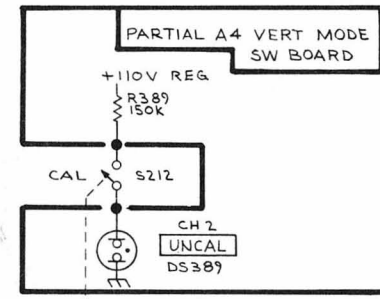 PARTIAL A4 VERT MODE
SW BOARD
+110V REG
R389
150K
CAL
S212
CH 2
UNCAL
DS389